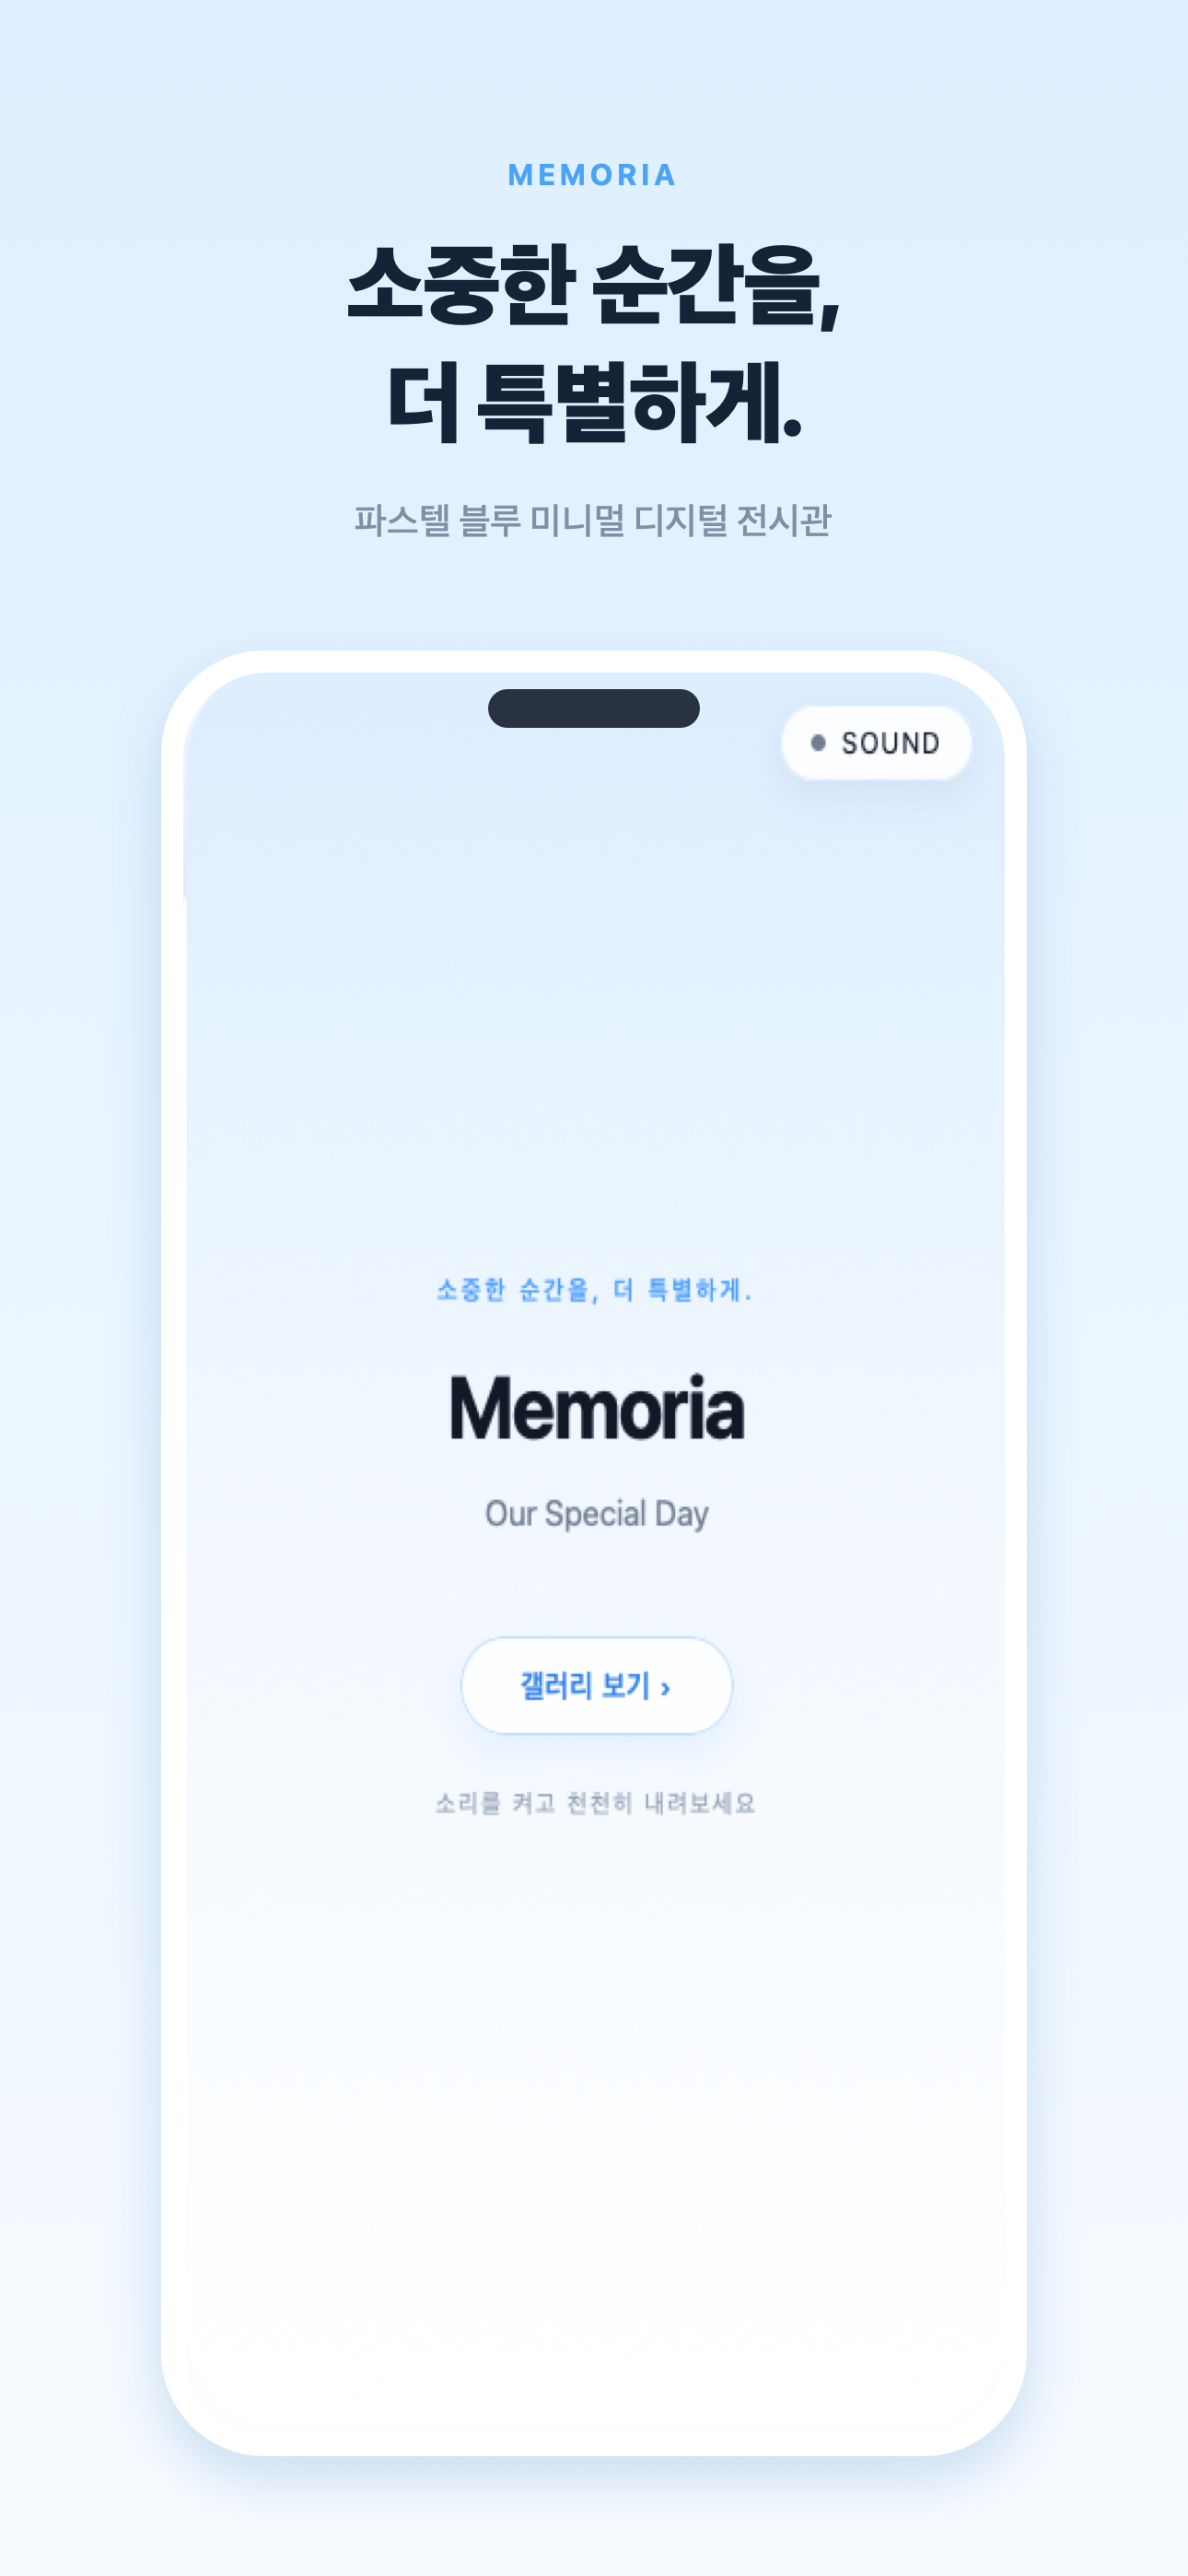 MEMORIA
소중한 순간을,
더 특별하게.
파스텔 블루 미니멀 디지털 전시관
SOUND
소중한 순간을, 더 특별하게.
Memoria
Our Special Day
갤러리 보기 ›
소리를 켜고 천천히 내려보세요